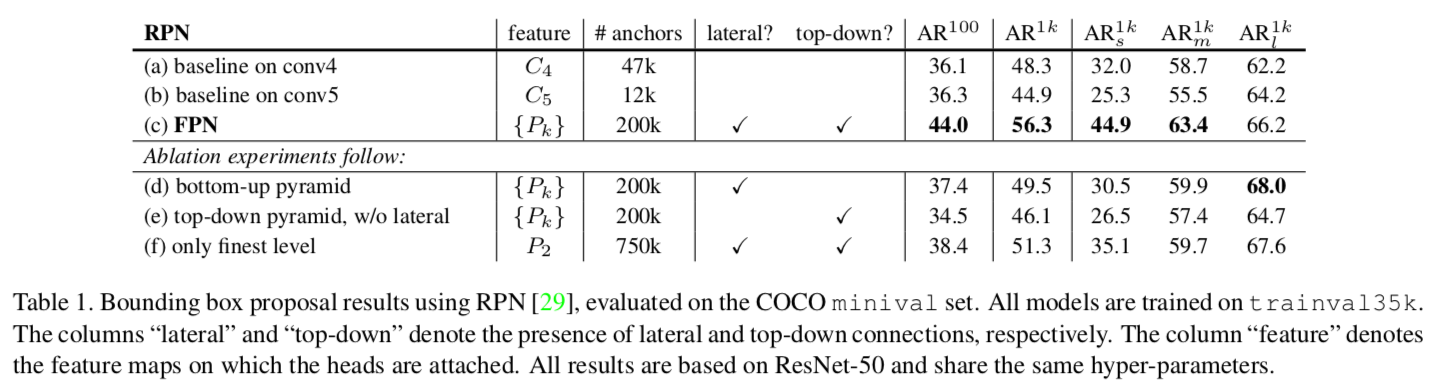 RPN feature # anchors lateral? top-down? AR^100 AR^1k AR_s^1k AR_m^1k AR_l^1k
(a) baseline on conv4 C_4 47k 36.1 48.3 32.0 58.7 62.2
(b) baseline on conv5 C_5 12k 36.3 44.9 25.3 55.5 64.2
(c) FPN {P_k} 200k ✓ ✓ 44.0 56.3 44.9 63.4 66.2
Ablation experiments follow:
(d) bottom-up pyramid {P_k} 200k ✓ 37.4 49.5 30.5 59.9 68.0
(e) top-down pyramid, w/o lateral {P_k} 200k ✓ 34.5 46.1 26.5 57.4 64.7
(f) only finest level P_2 750k ✓ ✓ 38.4 51.3 35.1 59.7 67.6
Table 1. Bounding box proposal results using RPN [29], evaluated on the COCO minival set. All models are trained on trainval35k.
The columns “lateral” and “top-down” denote the presence of lateral and top-down connections, respectively. The column “feature” denotes
the feature maps on which the heads are attached. All results are based on ResNet-50 and share the same hyper-parameters.